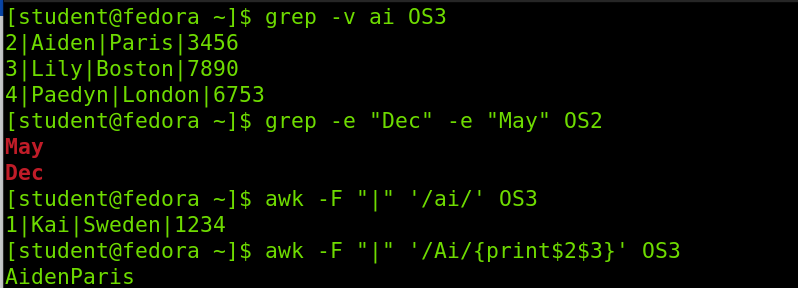 [student@fedora ~]$ grep -v ai OS3
2|Aiden|Paris|3456
3|Lily|Boston|7890
4|Paedyn|London|6753
[student@fedora ~]$ grep -e "Dec" -e "May" OS2
May
Dec
[student@fedora ~]$ awk -F "|" '/ai/' OS3
1|Kai|Sweden|1234
[student@fedora ~]$ awk -F "|" '/Ai/{print$2$3}' OS3
AidenParis